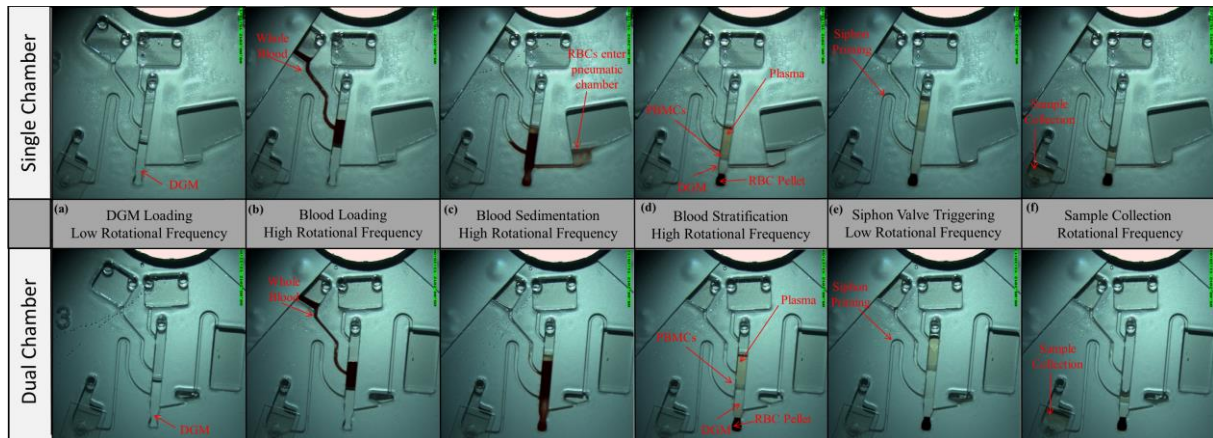 Single Chamber
Whole
Blood
RBCs enter
pneumatic
chamber
Plasma
PBMCs
DGM
RBC Pellet
Siphon
Priming
Sample
Collection
DGM
(a)
DGM Loading
Low Rotational Frequency
(b)
Blood Loading
High Rotational Frequency
(c)
Blood Sedimentation
High Rotational Frequency
(d)
Blood Stratification
High Rotational Frequency
(e)
Siphon Valve Triggering
Low Rotational Frequency
(f)
Sample Collection
Rotational Frequency
Dual Chamber
Whole
Blood
Plasma
PBMCs
DGM
RBC Pellet
Siphon
Priming
Sample
Collection
DGM